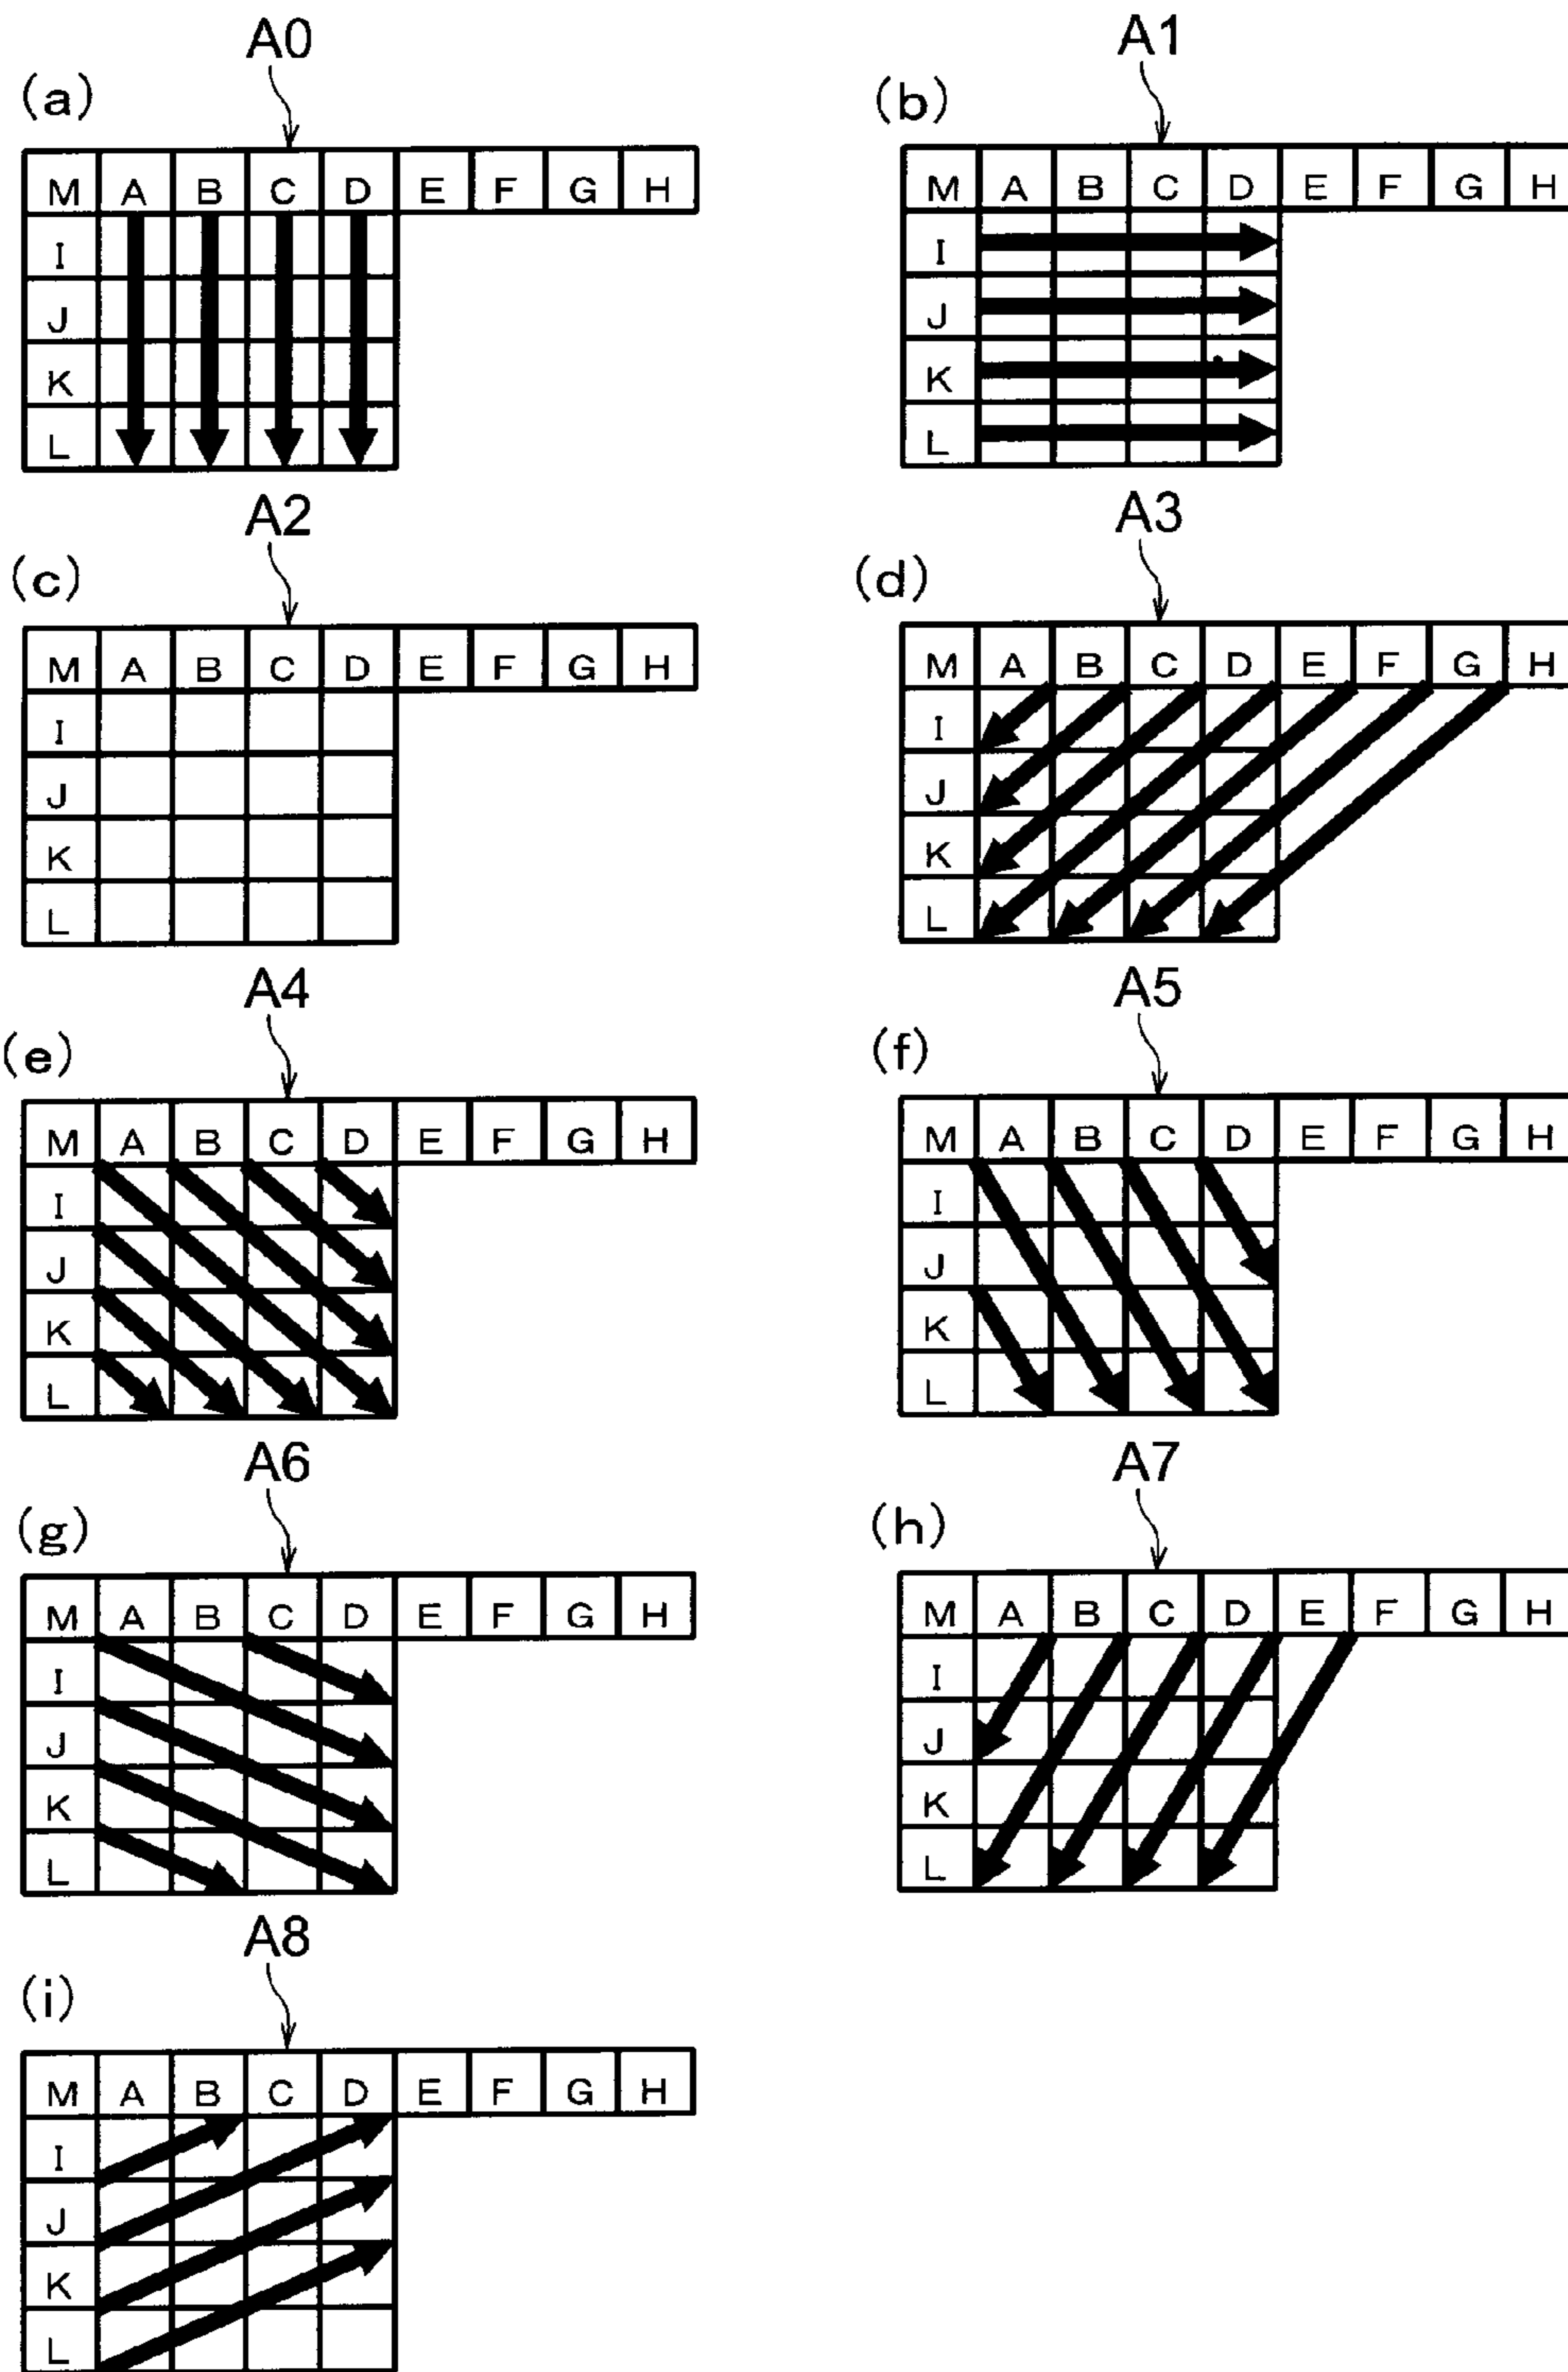 A0 A1
(a) (b)
M A B C D E F G H M A B C D E F G H
I I
J J
K K
L L
A2 A3
(c) (d)
M A B C D E F G H M A B C D E F G H
I I
J J
K K
L L
A4 A5
(e) (f)
M A B C D E F G H M A B C D E F G H
I I
J J
K K
L L
A6 A7
(g) (h)
M A B C D E F G H M A B C D E F G H
I I
J J
K K
L L
A8
(i)
M A B C D E F G H
I
J
K
L